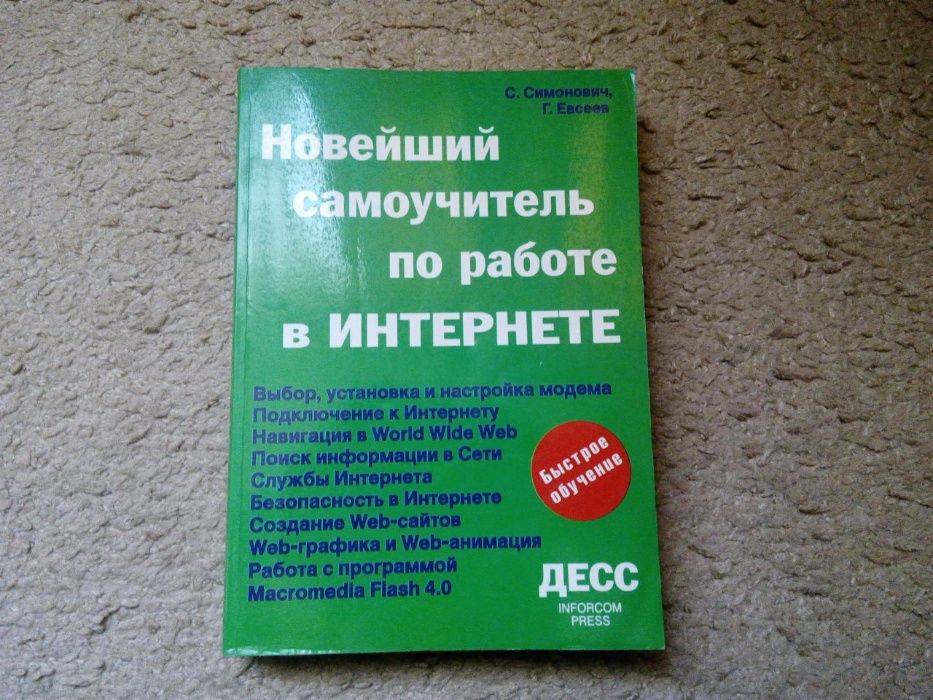 С. Симонович,
Г. Евсеев
Новейший
самоучитель
по работе
в ИНТЕРНЕТЕ
Выбор, установка и настройка модема
Подключение к Интернету
Навигация в World Wide Web
Поиск информации в Сети
Службы Интернета
Безопасность в Интернете
Создание Web-сайтов
Web-графика и Web-анимация
Работа с программой
Macromedia Flash 4.0
Быстрое
обучение
ДЕСС
INFORCOM
PRESS